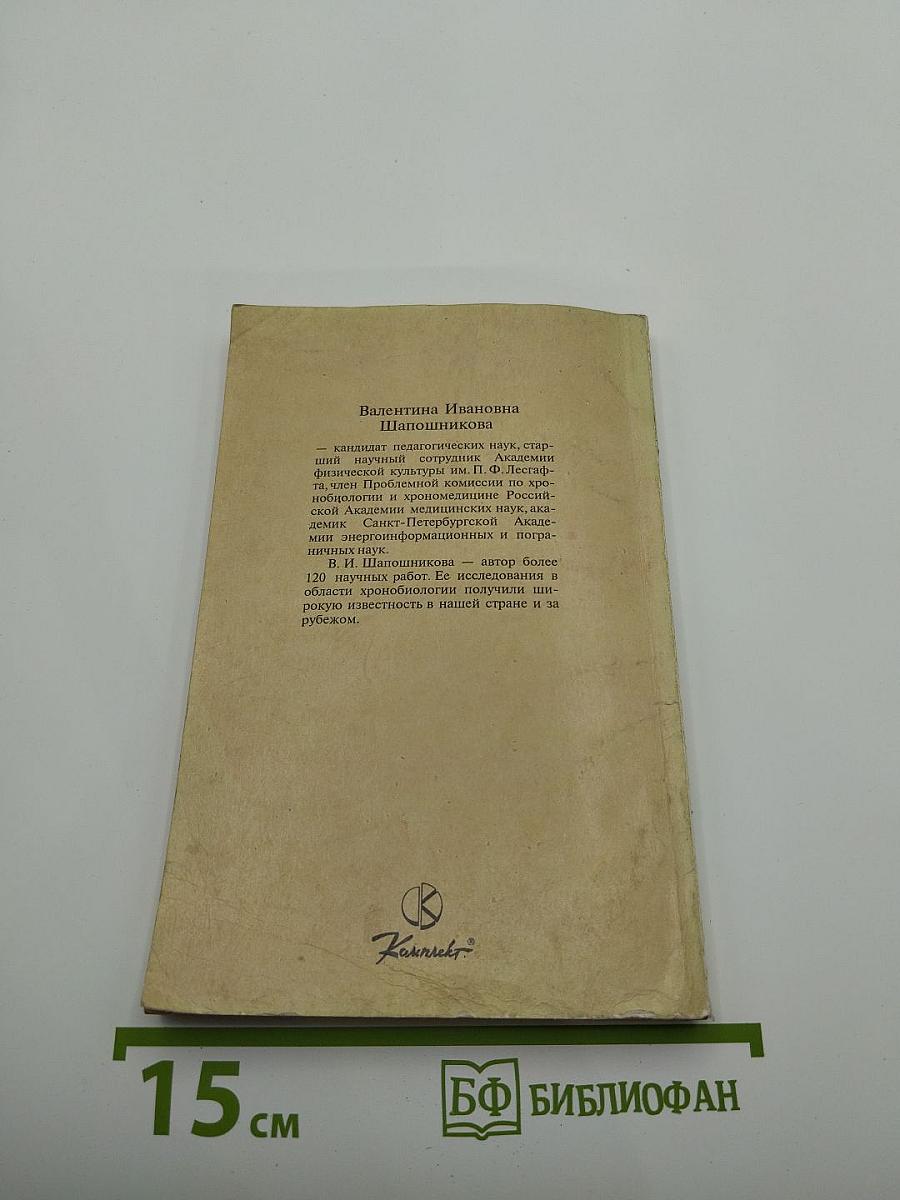 Валентина Ивановна
Шапошникова
— кандидат педагогических наук, стар-
ший научный сотрудник Академии
физической культуры им. П. Ф. Лесгаф-
та, член Проблемной комиссии по хро-
нобиологии и хрономедицине Россий-
ской Академии медицинских наук, ака-
демик Санкт-Петербургской Акаде-
мии энергоинформационных и погра-
ничных наук.
В. И. Шапошникова — автор более
120 научных работ. Ее исследования в
области хронобиологии получили ши-
рокую известность в нашей стране и за
рубежом.
К
Комплект®
15 см
БФ БИБЛИОФАН